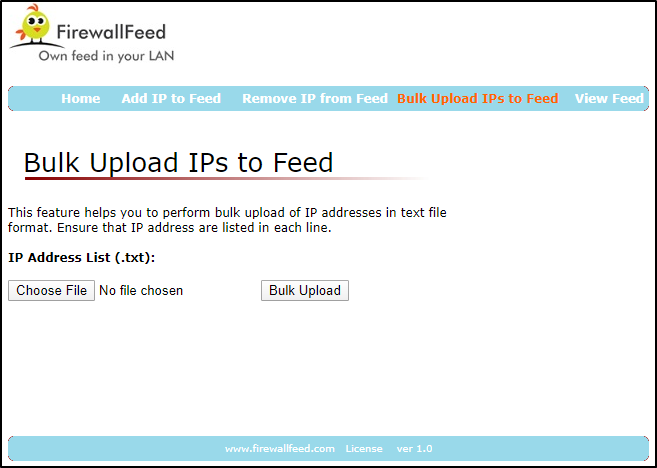 FirewallFeed
Own feed in your LAN
Home Add IP to Feed Remove IP from Feed Bulk Upload IPs to Feed View Feed
Bulk Upload IPs to Feed
This feature helps you to perform bulk upload of IP addresses in text file
format. Ensure that IP address are listed in each line.
IP Address List (.txt):
Choose File No file chosen Bulk Upload
www.firewallfeed.com License ver 1.0